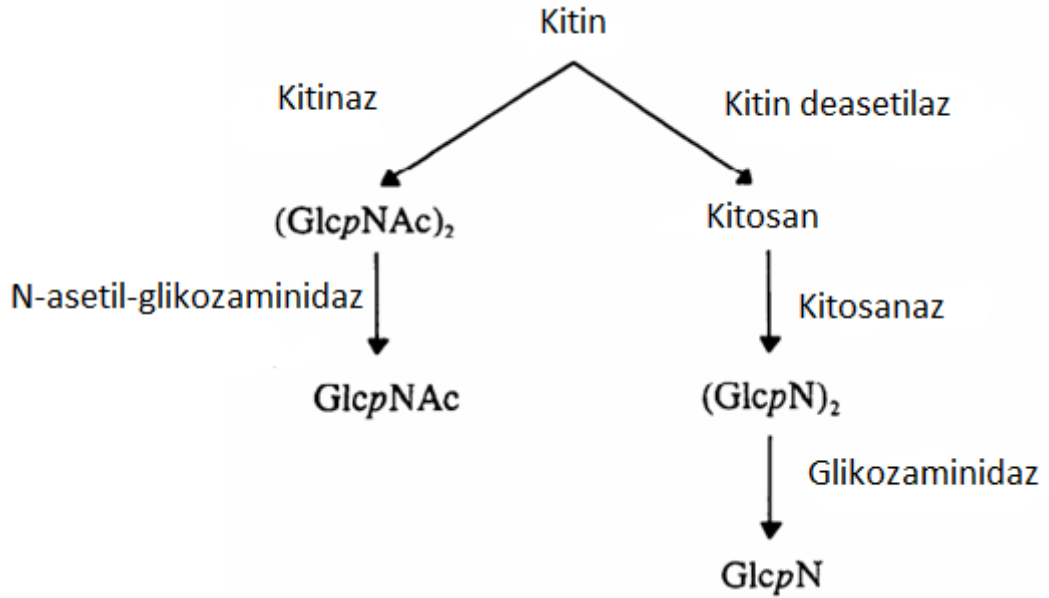 Kitin
Kitinaz
Kitin deasetilaz
(GlcpNAc)₂
Kitosan
N-asetil-glikozaminidaz
Kitosanaz
GlcpNAc
(GlcpN)₂
Glikozaminidaz
GlcpN